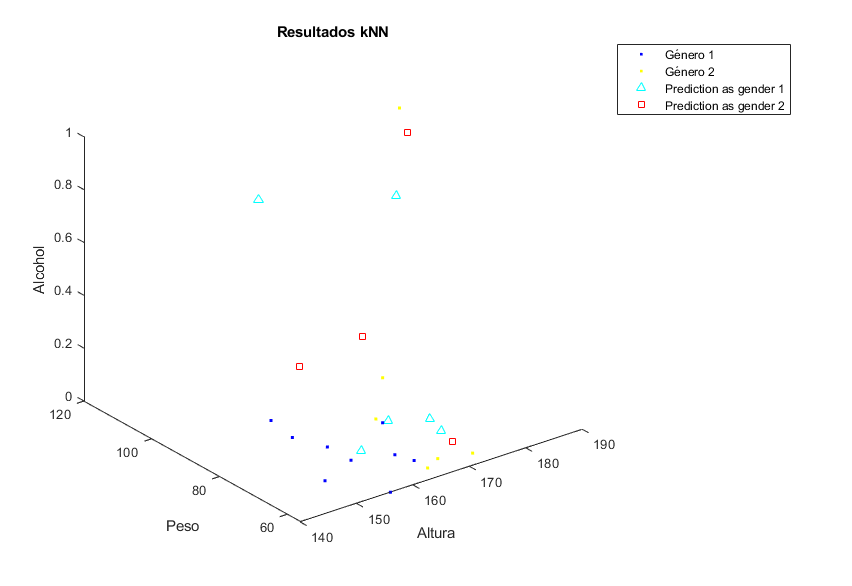 Resultados kNN
Género 1
Género 2
Prediction as gender 1
Prediction as gender 2
1
0.8
0.6
0.4
0.2
0
Alcohol
120
100
80
60
Peso
140
150
160
170
180
190
Altura